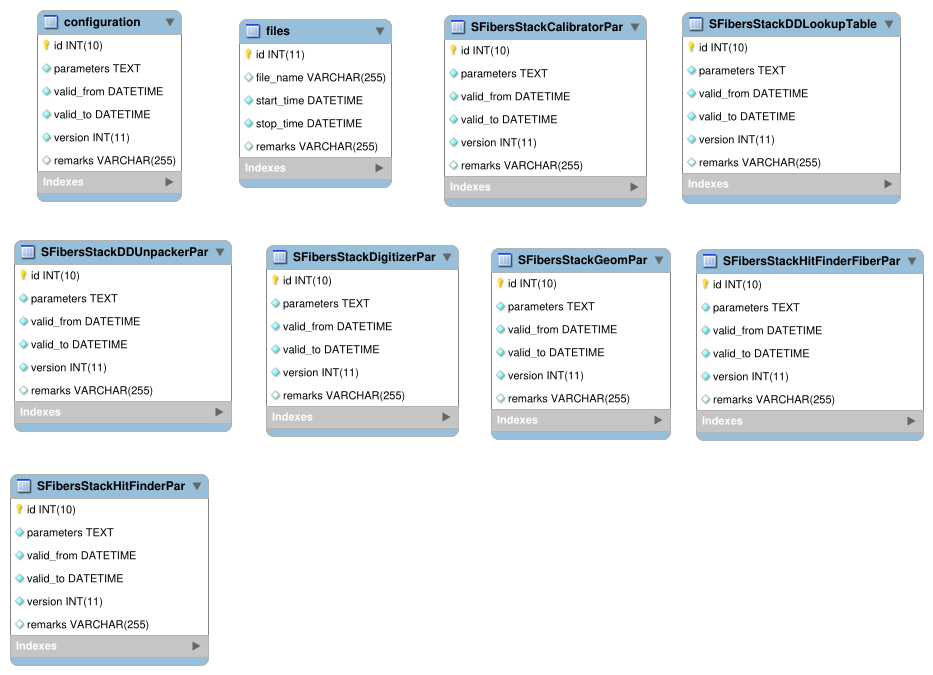 configuration
id INT(10)
parameters TEXT
valid_from DATETIME
valid_to DATETIME
version INT(11)
remarks VARCHAR(255)
Indexes
files
id INT(11)
file_name VARCHAR(255)
start_time DATETIME
stop_time DATETIME
remarks VARCHAR(255)
Indexes
SFibersStackCalibratorPar
id INT(10)
parameters TEXT
valid_from DATETIME
valid_to DATETIME
version INT(11)
remarks VARCHAR(255)
Indexes
SFibersStackDDLookupTable
id INT(10)
parameters TEXT
valid_from DATETIME
valid_to DATETIME
version INT(11)
remarks VARCHAR(255)
Indexes
SFibersStackDDUnpackerPar
id INT(10)
parameters TEXT
valid_from DATETIME
valid_to DATETIME
version INT(11)
remarks VARCHAR(255)
Indexes
SFibersStackDigitizerPar
id INT(10)
parameters TEXT
valid_from DATETIME
valid_to DATETIME
version INT(11)
remarks VARCHAR(255)
Indexes
SFibersStackGeomPar
id INT(10)
parameters TEXT
valid_from DATETIME
valid_to DATETIME
version INT(11)
remarks VARCHAR(255)
Indexes
SFibersStackHitFinderFiberPar
id INT(10)
parameters TEXT
valid_from DATETIME
valid_to DATETIME
version INT(11)
remarks VARCHAR(255)
Indexes
SFibersStackHitFinderPar
id INT(10)
parameters TEXT
valid_from DATETIME
valid_to DATETIME
version INT(11)
remarks VARCHAR(255)
Indexes